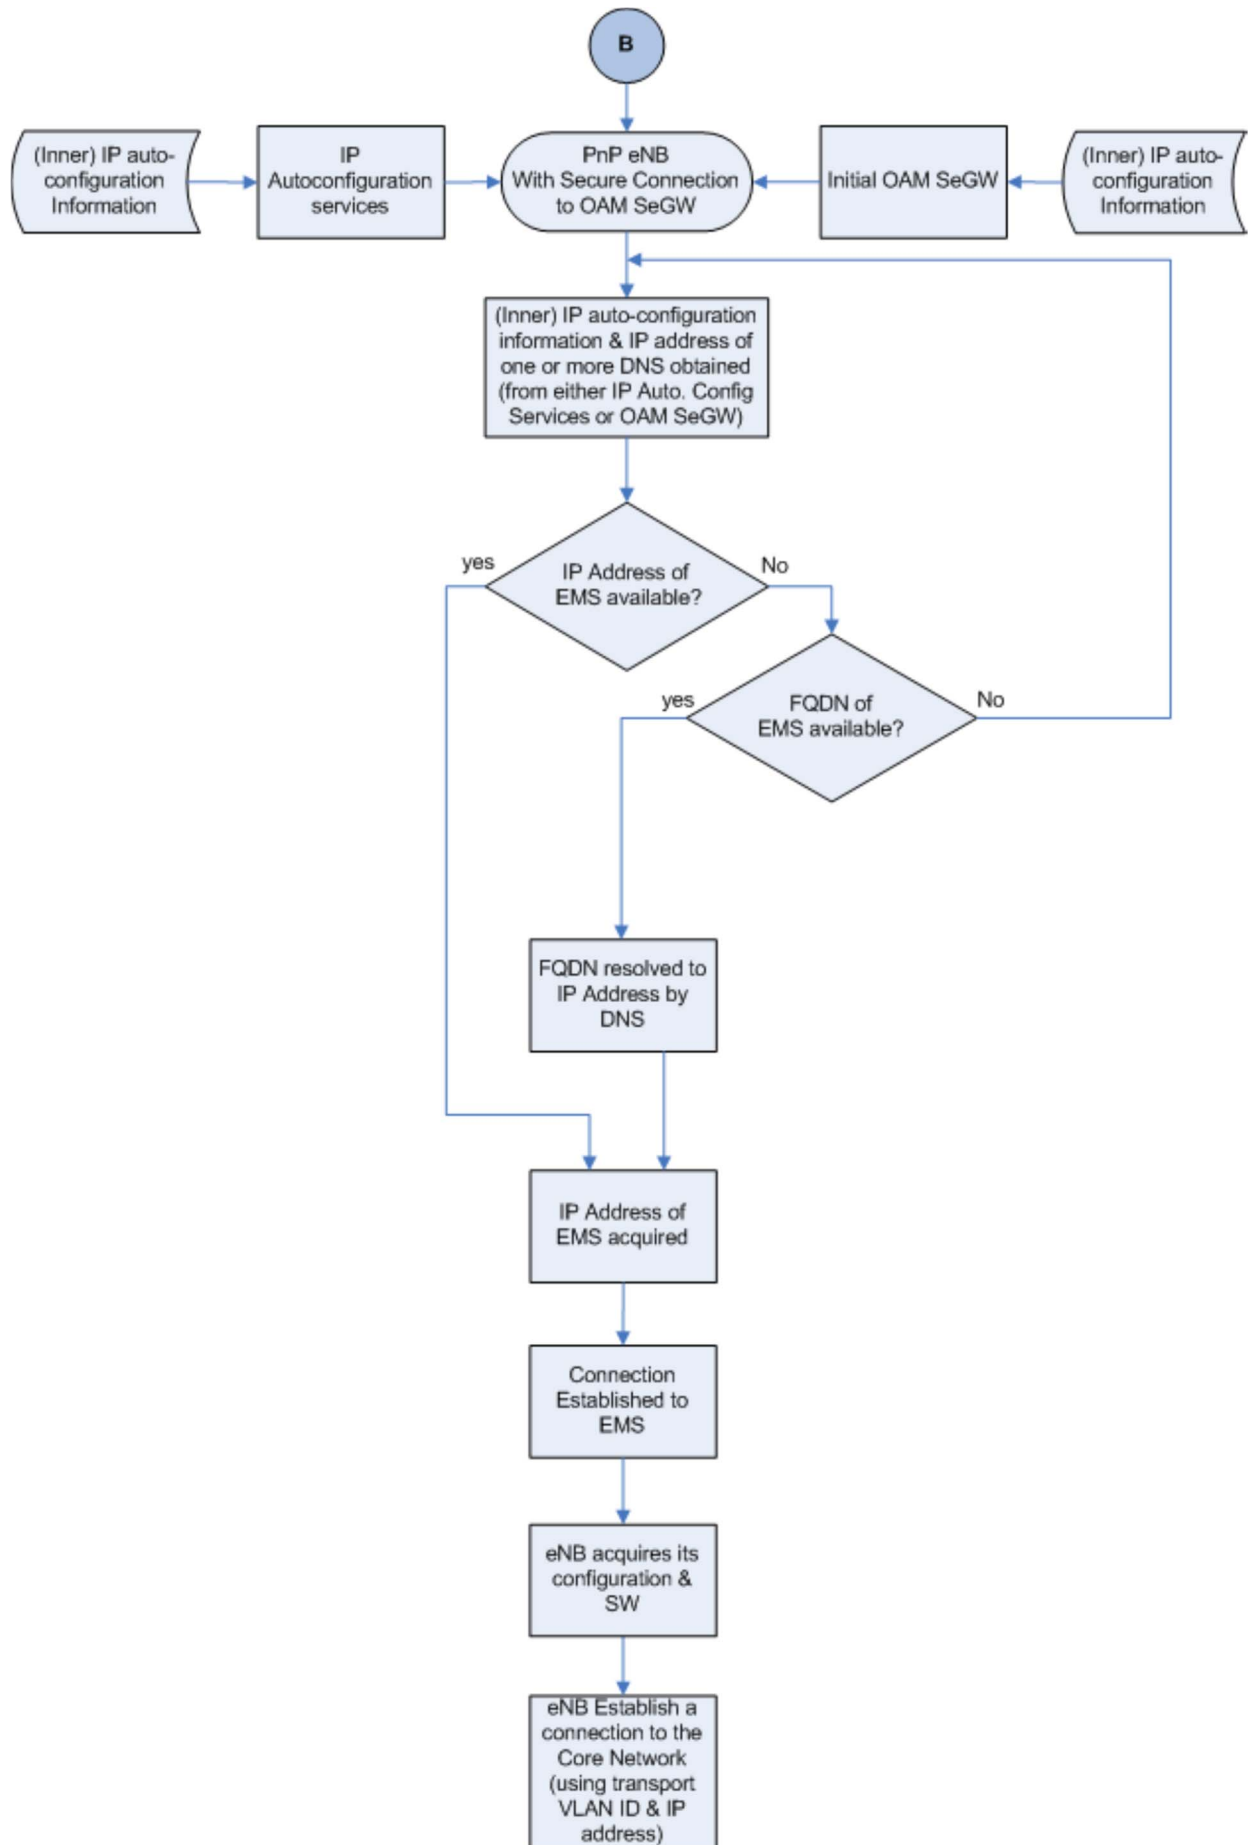 B
(Inner) IP auto-
configuration
Information
IP
Autoconfiguration
services
PnP eNB
With Secure Connection
to OAM SeGW
Initial OAM SeGW
(Inner) IP auto-
configuration
Information
(Inner) IP auto-configuration
information & IP address of
one or more DNS obtained
(from either IP Auto. Config
Services or OAM SeGW)
yes
IP Address of
EMS available?
No
yes
FQDN of
EMS available?
No
FQDN resolved to
IP Address by
DNS
IP Address of
EMS acquired
Connection
Established to
EMS
eNB acquires its
configuration &
SW
eNB Establish a
connection to the
Core Network
(using transport
VLAN ID & IP
address)